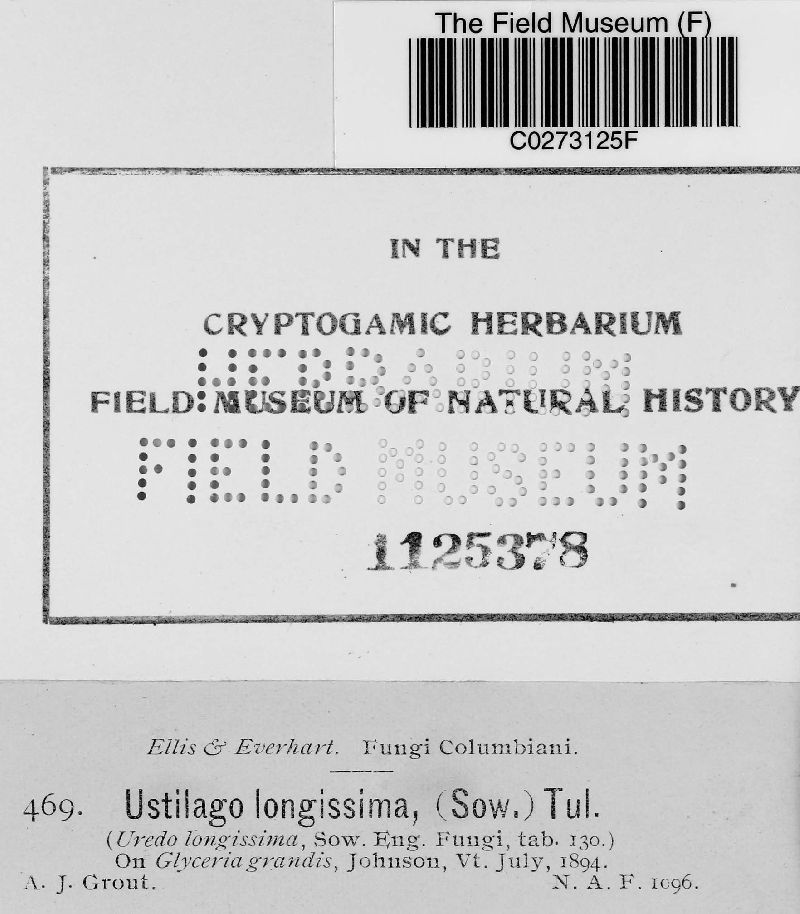 The Field Museum (F)
C0273125F
IN THE
CRYPTOGAMIC HERBARIUM
HERBARIUM
FIELD MUSEUM OF NATURAL HISTORY
FIELD MUSEUM
1125378
Ellis & Everhart. Fungi Columbiani.
469. Ustilago longissima, (Sow.) Tul.
(Uredo longissima, Sow. Eng. Fungi, tab. 130.)
On Glyceria grandis, Johnson, Vt. July, 1894.
A. J. Grout. N. A. F. 1096.